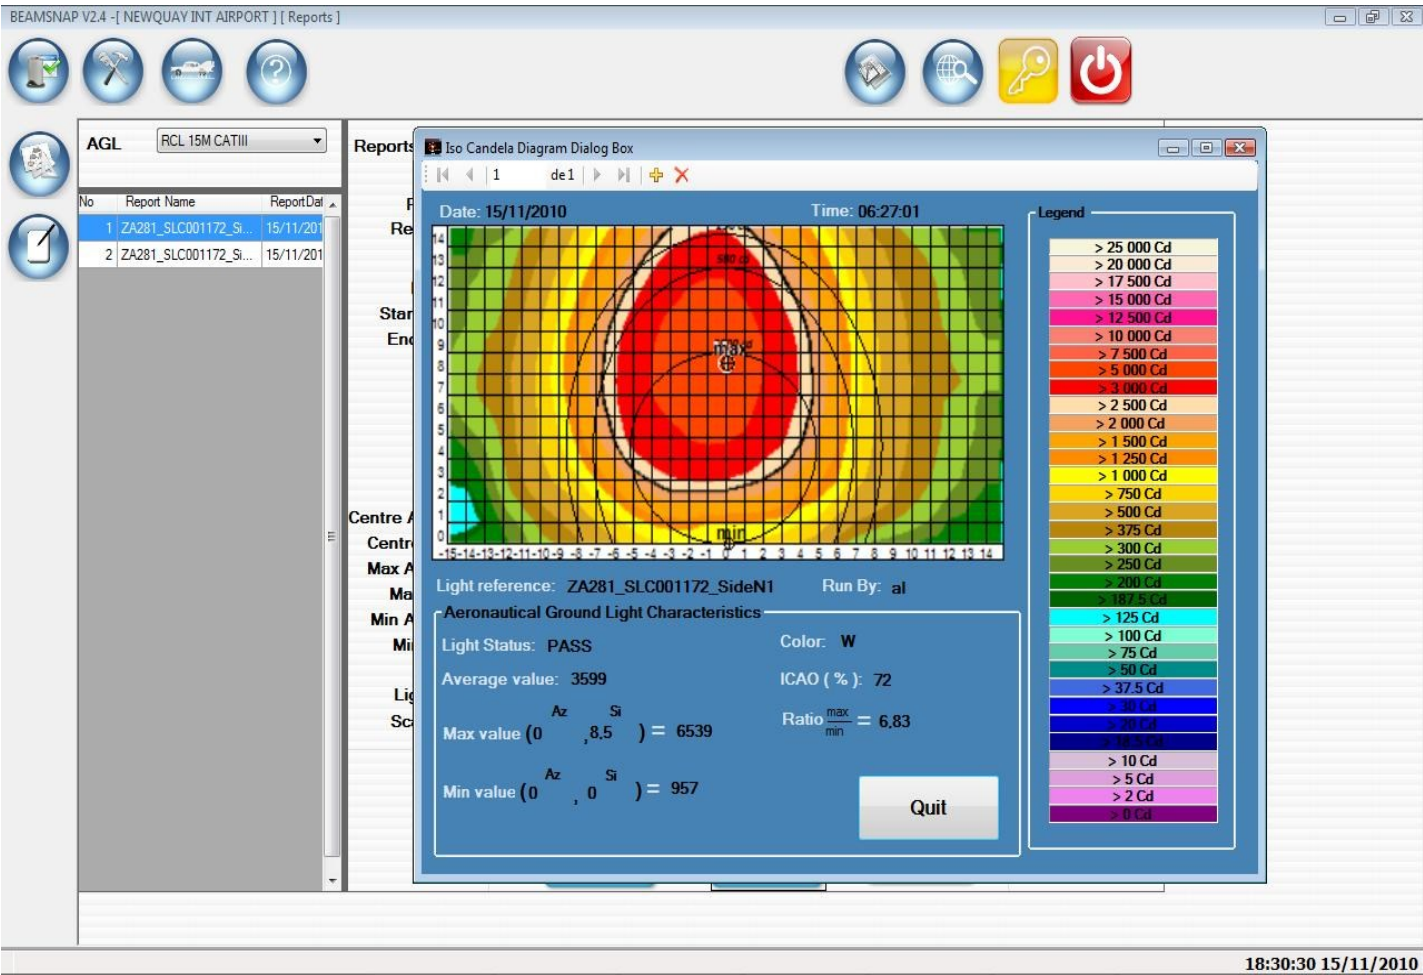 BEAMSNAP V2.4 -[ NEWQUAY INT AIRPORT ] [ Reports ]
AGL
RCL 15M CATIII
No Report Name ReportDat
1 ZA281_SLC001172_Si... 15/11/201
2 ZA281_SLC001172_Si... 15/11/201
Reports
Re
Star
End
Centre A
Centr
Max A
Ma
Min A
Mi
Lig
Sc
Iso Candela Diagram Dialog Box
1 de 1
Date: 15/11/2010 Time: 06:27:01
14
13
12
11
10
9
8
7
6
5
4
3
2
1
0
max
min
-15 -14 -13 -12 -11 -10 -9 -8 -7 -6 -5 -4 -3 -2 -1 0 1 2 3 4 5 6 7 8 9 10 11 12 13 14
Light reference: ZA281_SLC001172_SideN1 Run By: al
Aeronautical Ground Light Characteristics
Light Status: PASS Color: W
Average value: 3599 ICAO ( % ): 72
Az Si
Max value (0 ,8.5 ) = 6539
Ratio max/min = 6.83
Az Si
Min value (0 , 0 ) = 957
Quit
Legend
> 25 000 Cd
> 20 000 Cd
> 17 500 Cd
> 15 000 Cd
> 12 500 Cd
> 10 000 Cd
> 7 500 Cd
> 5 000 Cd
> 3 000 Cd
> 2 500 Cd
> 2 000 Cd
> 1 500 Cd
> 1 250 Cd
> 1 000 Cd
> 750 Cd
> 500 Cd
> 375 Cd
> 300 Cd
> 250 Cd
> 200 Cd
> 187.5 Cd
> 125 Cd
> 100 Cd
> 75 Cd
> 50 Cd
> 37.5 Cd
> 30 Cd
> 20 Cd
> 10 Cd
> 5 Cd
> 2 Cd
> 0 Cd
18:30:30 15/11/2010